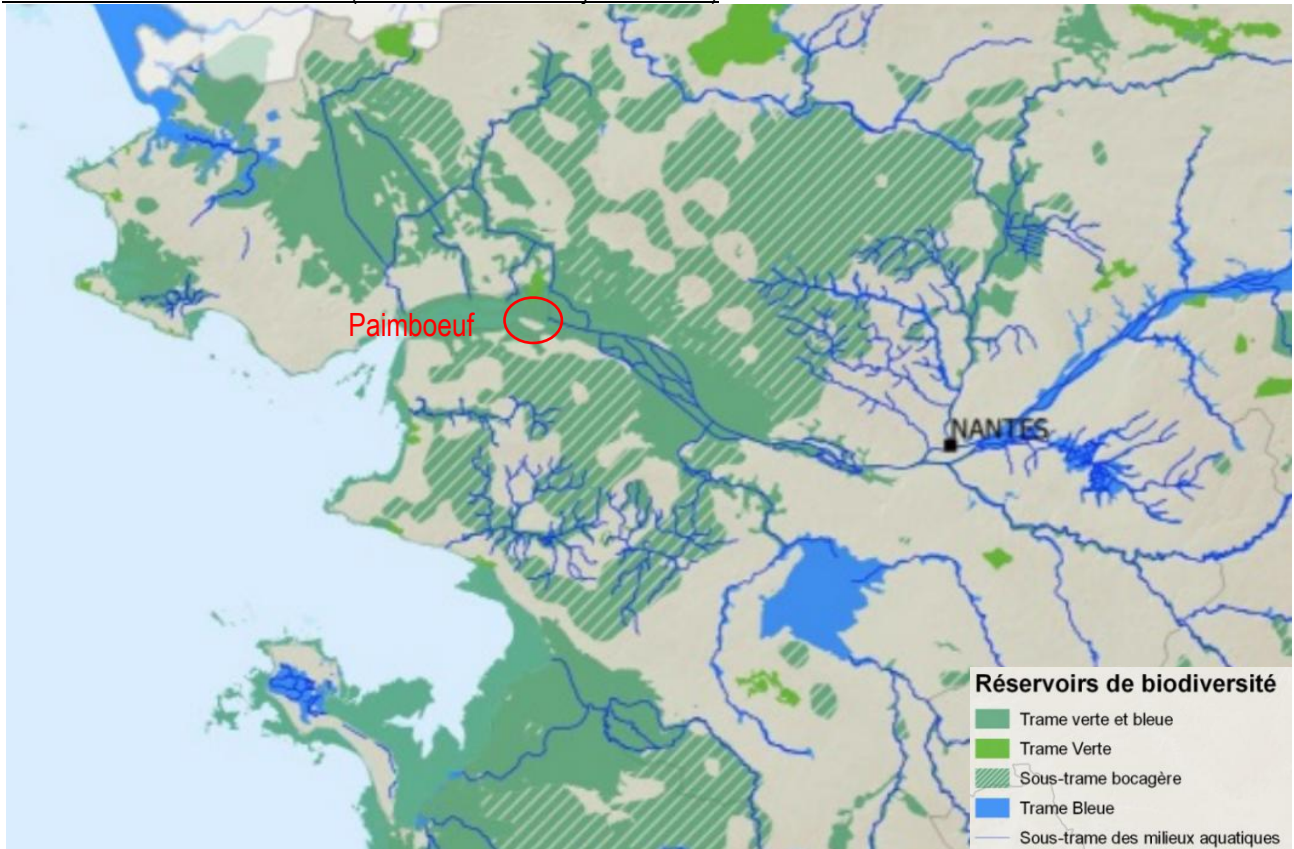 Paimboeuf
NANTES
Réservoirs de biodiversité
Trame verte et bleue
Trame Verte
Sous-trame bocagère
Trame Bleue
Sous-trame des milieux aquatiques